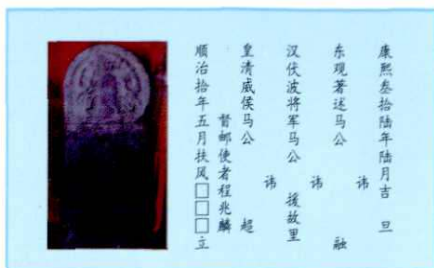 康熙叁拾陆年陆月吉 旦
东观著述马公 讳 融
汉伏波将军马公 讳 援故里
皇清威侯马公 讳 超
督邮使者程兆麟
顺治拾年五月扶风□□□立